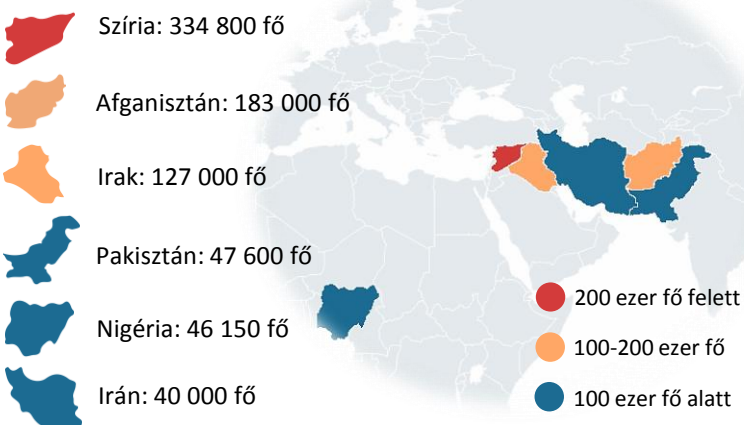 Szíria: 334 800 fő
Afganisztán: 183 000 fő
Irak: 127 000 fő
Pakisztán: 47 600 fő
Nigéria: 46 150 fő
Irán: 40 000 fő
200 ezer fő felett
100-200 ezer fő
100 ezer fő alatt